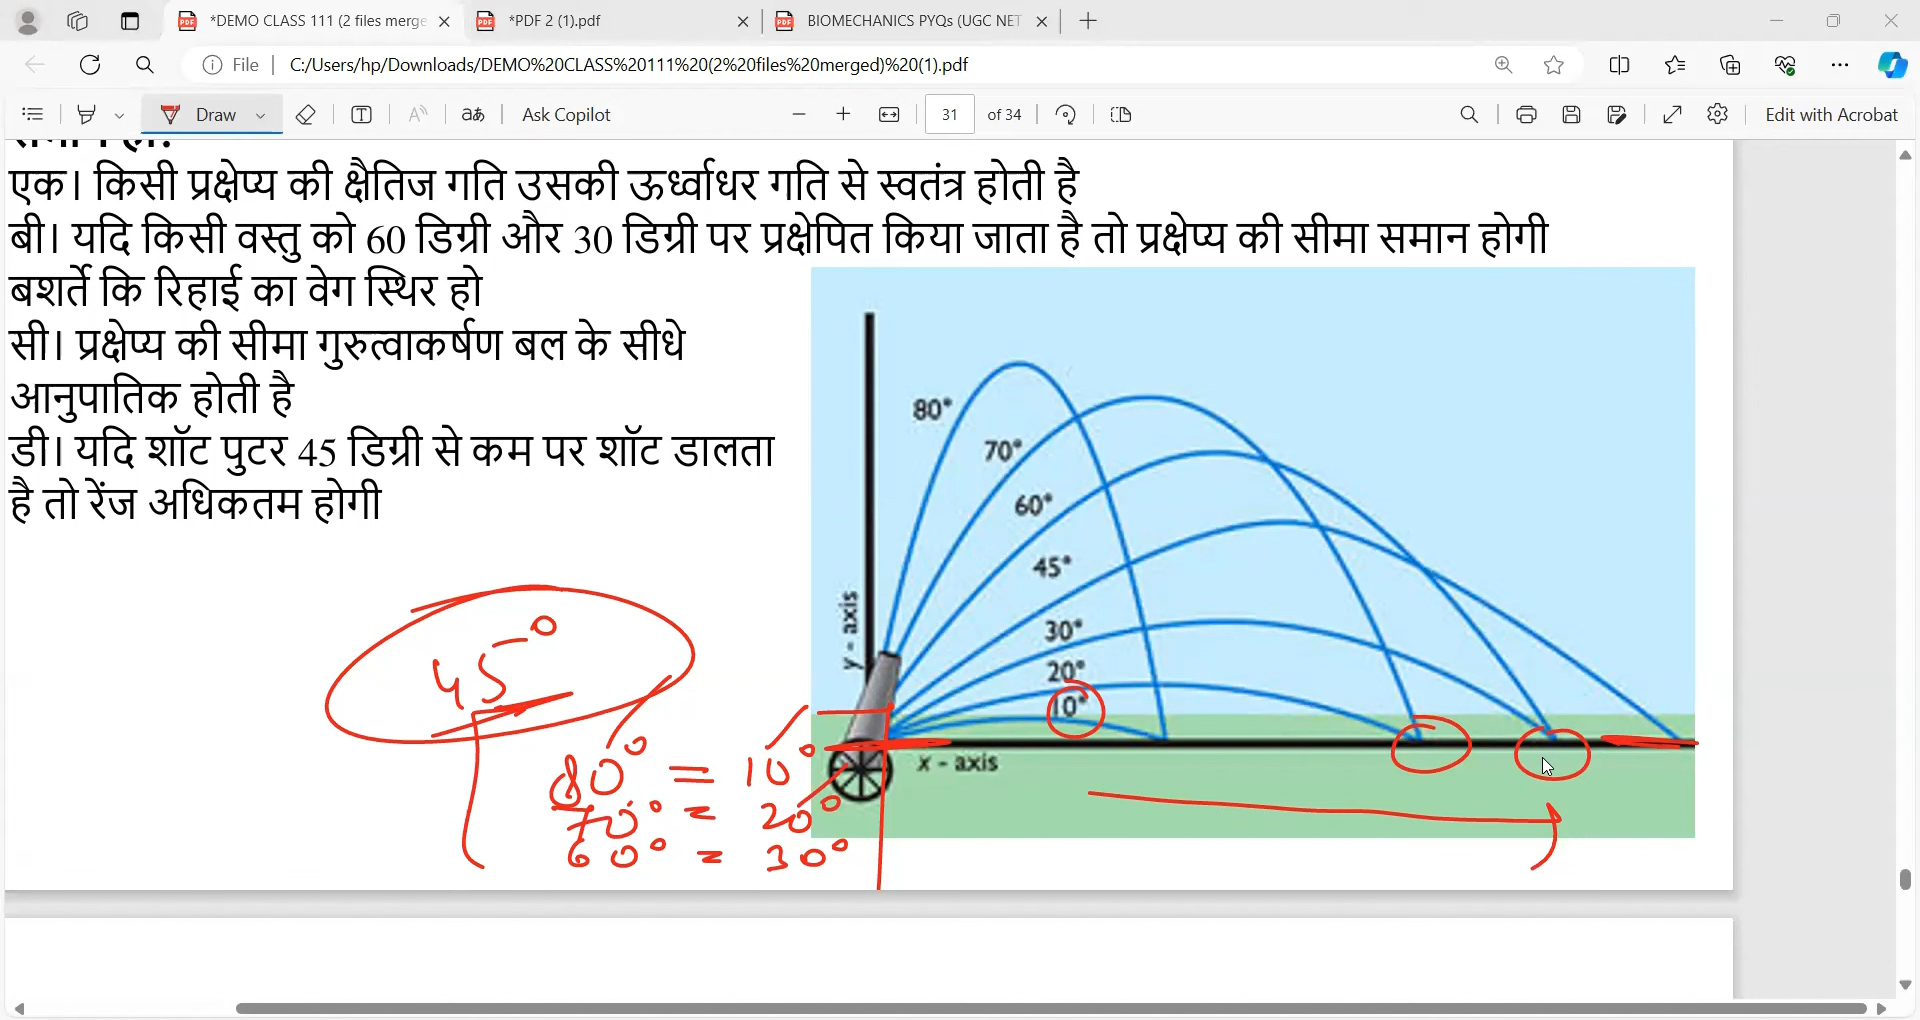 *DEMO CLASS 111 (2 files merge
*PDF 2 (1).pdf
BIOMECHANICS PYQs (UGC NET
File
C:/Users/hp/Downloads/DEMO%20CLASS%20111%20(2%20files%20merged)%20(1).pdf
Draw
aあ
Ask Copilot
31
of 34
Edit with Acrobat
एक। किसी प्रक्षेप्य की क्षैतिज गति उसकी ऊर्ध्वाधर गति से स्वतंत्र होती है
बी। यदि किसी वस्तु को 60 डिग्री और 30 डिग्री पर प्रक्षेपित किया जाता है तो प्रक्षेप्य की सीमा समान होगी
बशर्ते कि रिहाई का वेग स्थिर हो
सी। प्रक्षेप्य की सीमा गुरुत्वाकर्षण बल के सीधे
आनुपातिक होती है
डी। यदि शॉट पुटर 45 डिग्री से कम पर शॉट डालता
है तो रेंज अधिकतम होगी
80°
70°
60°
45°
30°
20°
10°
y - axis
x - axis
45°
80° = 10°
70° = 20°
60° = 30°